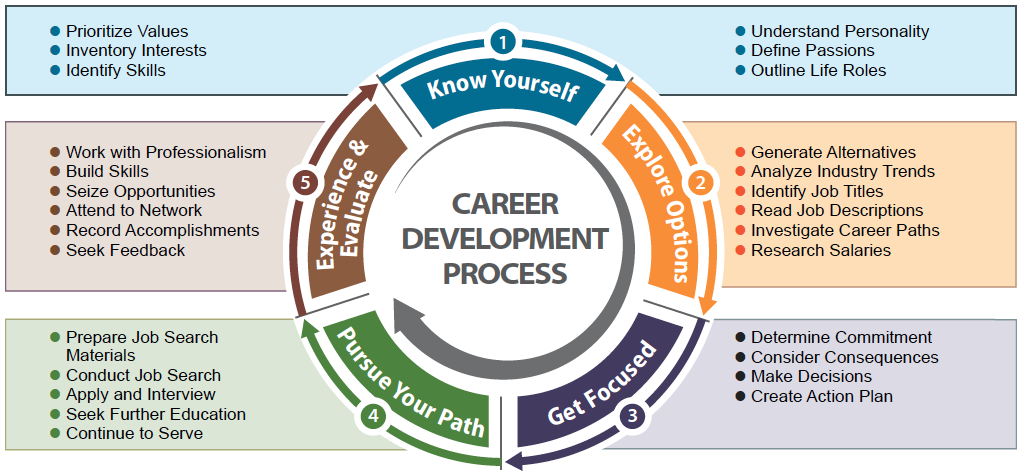 CAREER
DEVELOPMENT
PROCESS
1
Know Yourself
Prioritize Values
Inventory Interests
Identify Skills
Understand Personality
Define Passions
Outline Life Roles
2
Explore Options
Generate Alternatives
Analyze Industry Trends
Identify Job Titles
Read Job Descriptions
Investigate Career Paths
Research Salaries
3
Get Focused
Determine Commitment
Consider Consequences
Make Decisions
Create Action Plan
4
Pursue Your Path
Prepare Job Search
Materials
Conduct Job Search
Apply and Interview
Seek Further Education
Continue to Serve
5
Experience &
Evaluate
Work with Professionalism
Build Skills
Seize Opportunities
Attend to Network
Record Accomplishments
Seek Feedback